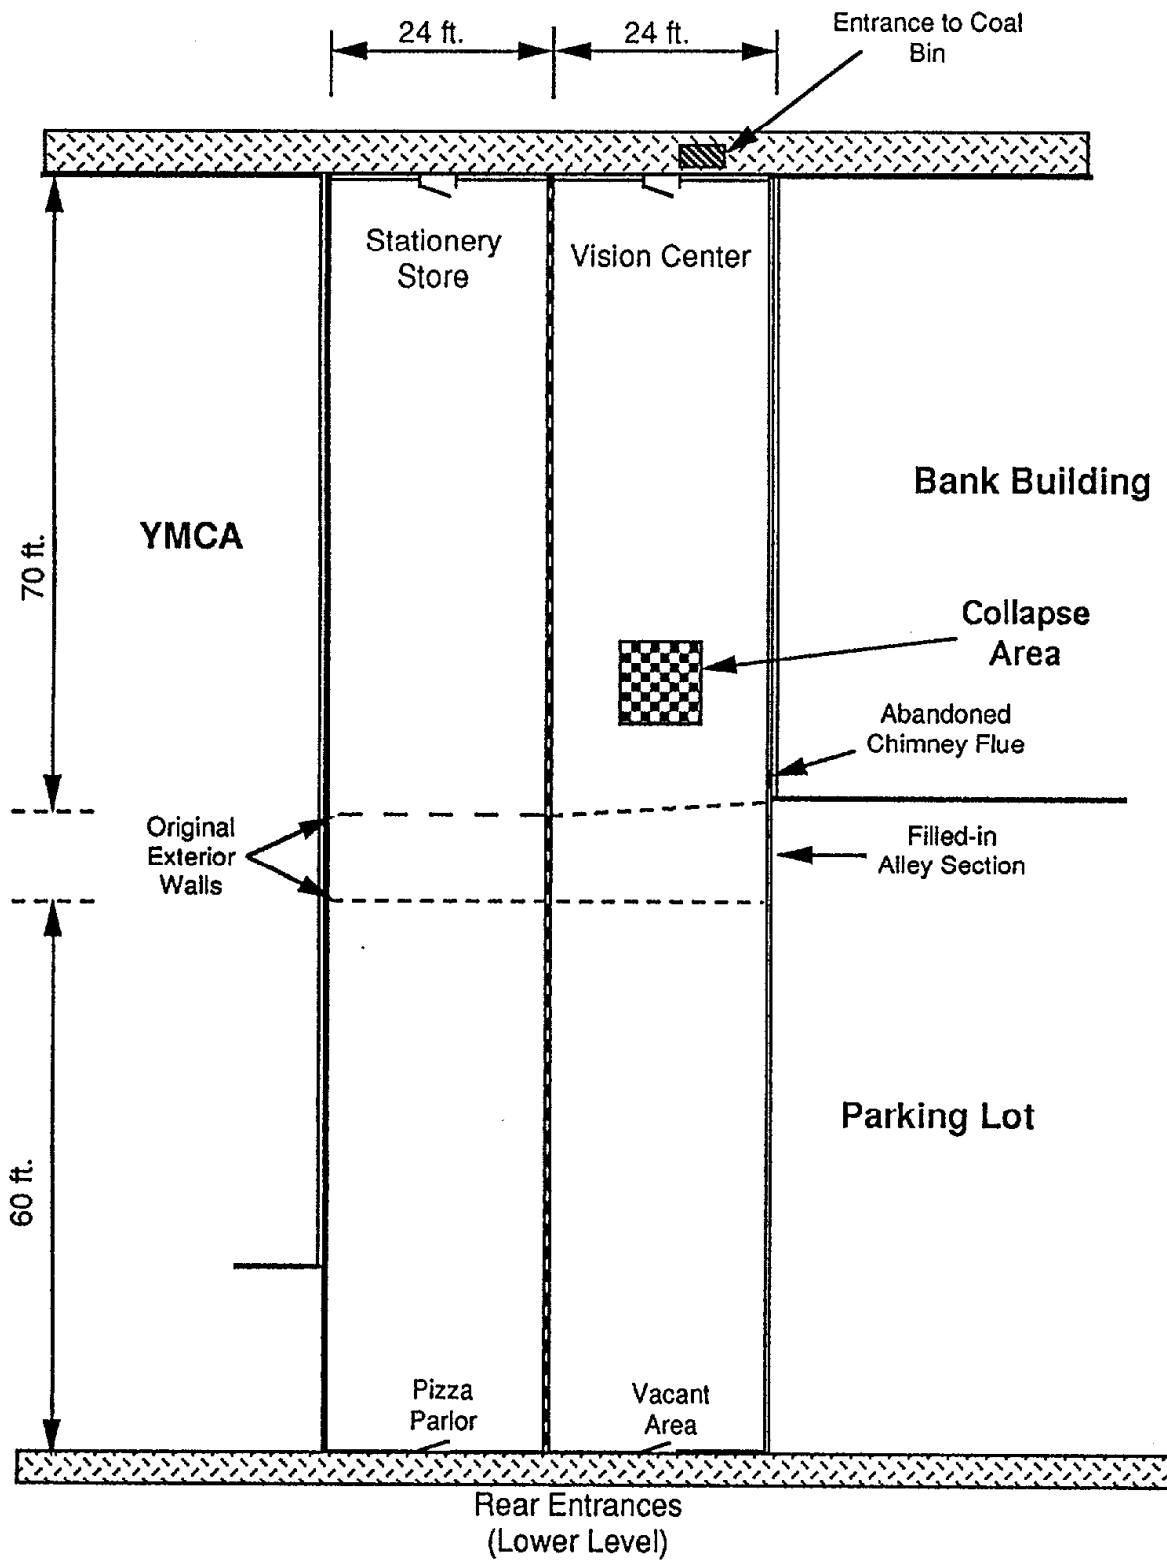 24 ft.
24 ft.
Entrance to Coal
Bin
Stationery
Store
Vision Center
Bank Building
YMCA
70 ft.
Collapse
Area
Abandoned
Chimney Flue
Original
Exterior
Walls
Filled-in
Alley Section
Parking Lot
60 ft.
Pizza
Parlor
Vacant
Area
Rear Entrances
(Lower Level)